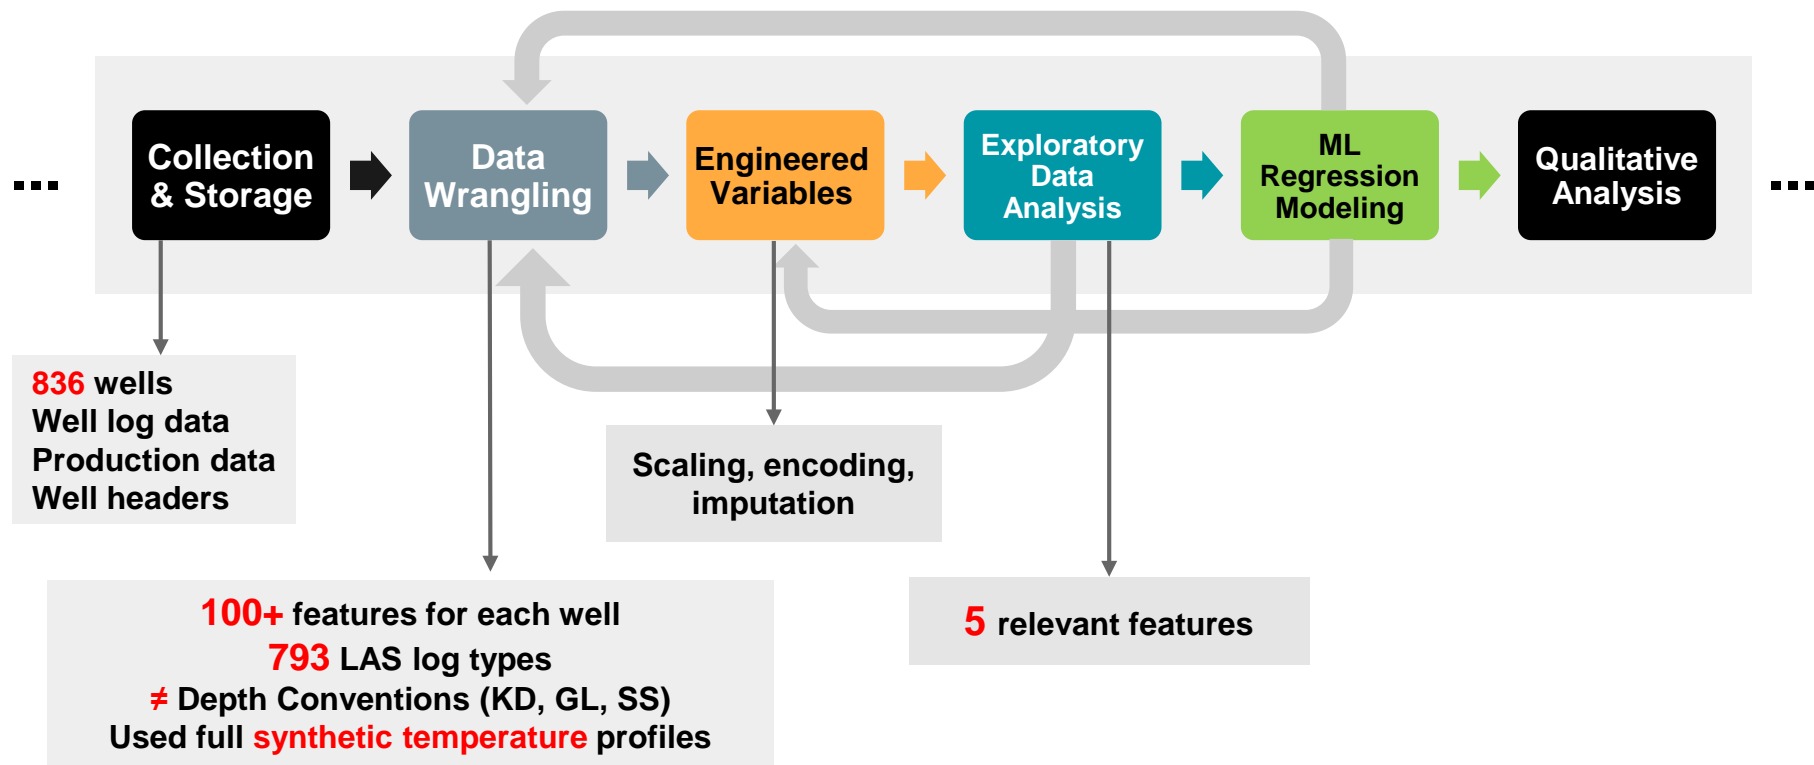 Collection
& Storage
Data
Wrangling
Engineered
Variables
Exploratory
Data
Analysis
ML
Regression
Modeling
Qualitative
Analysis
836 wells
Well log data
Production data
Well headers
Scaling, encoding,
imputation
100+ features for each well
793 LAS log types
≠ Depth Conventions (KD, GL, SS)
Used full synthetic temperature profiles
5 relevant features